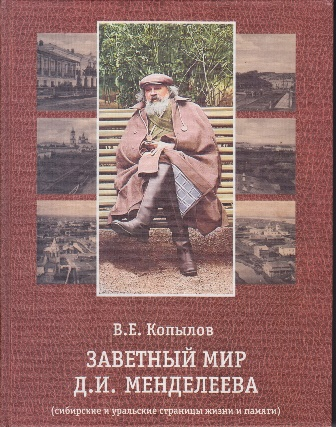 В.Е. Копылов
ЗАВЕТНЫЙ МИР
Д.И. МЕНДЕЛЕЕВА
(сибирские и уральские страницы жизни и памяти)